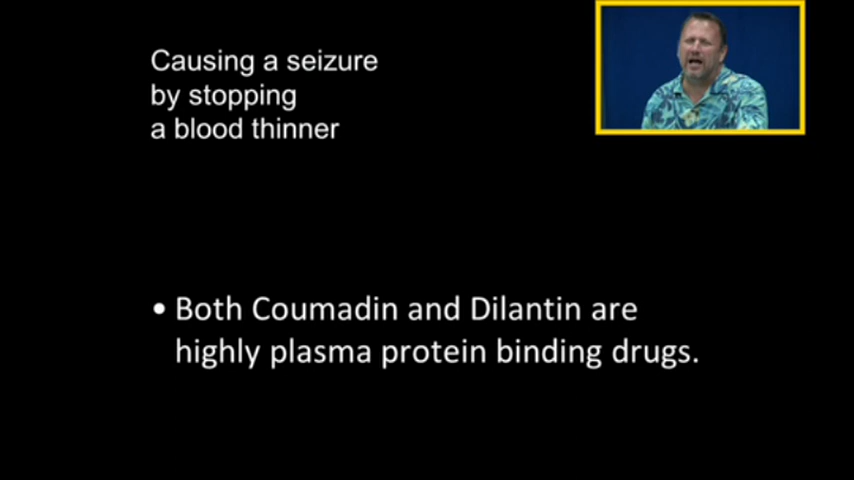 Causing a seizure
by stopping
a blood thinner
• Both Coumadin and Dilantin are
highly plasma protein binding drugs.